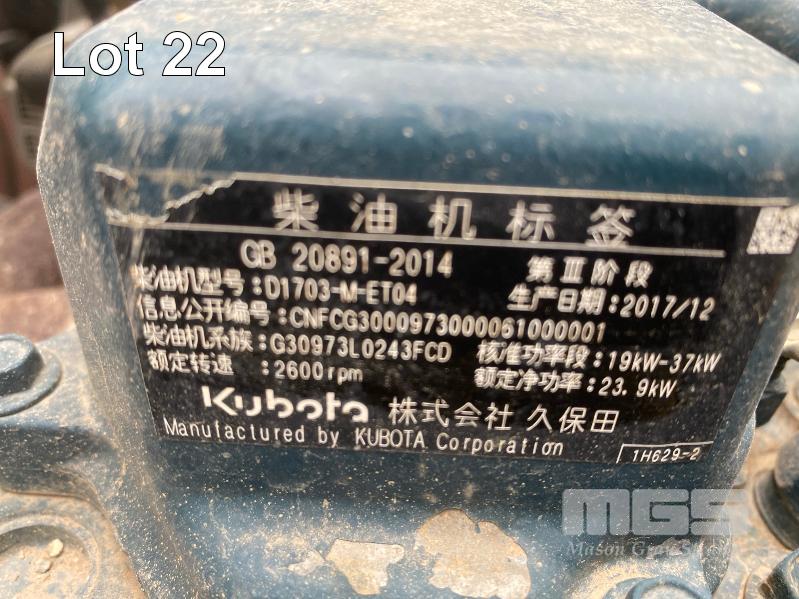 Lot 22
柴油机标签
GB 20891-2014 第Ⅲ阶段
柴油机型号:D1703-M-ET04 生产日期:2017/12
信息公开编号:CNFCG3000973000061000001
柴油机系族:G30973L0243FCD 核准功率段:19kW-37kW
额定转速:2600rpm 额定净功率:23.9kW
Kubota 株式会社 久保田
Manufactured by KUBOTA Corporation
1H629-2
MGS
Mason Gray